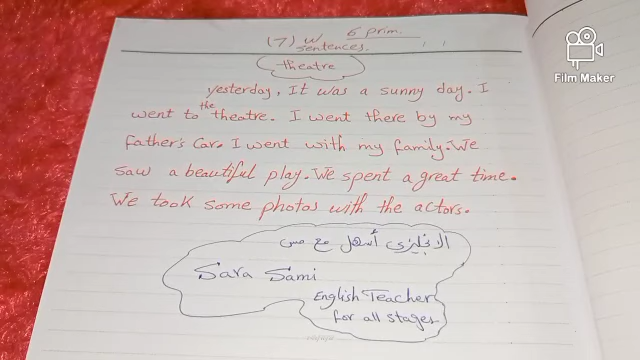 6 prim.
(7) w
sentences.
theatre
yesterday, It was a sunny day. I
went to the theatre. I went there by my
father's Car. I went with my family. We
saw a beautiful play. We spent a great time.
We took some photos with the actors.
الانجليزى أسهل مع مس
Sara Sami
English Teacher
for all stages
Film Maker